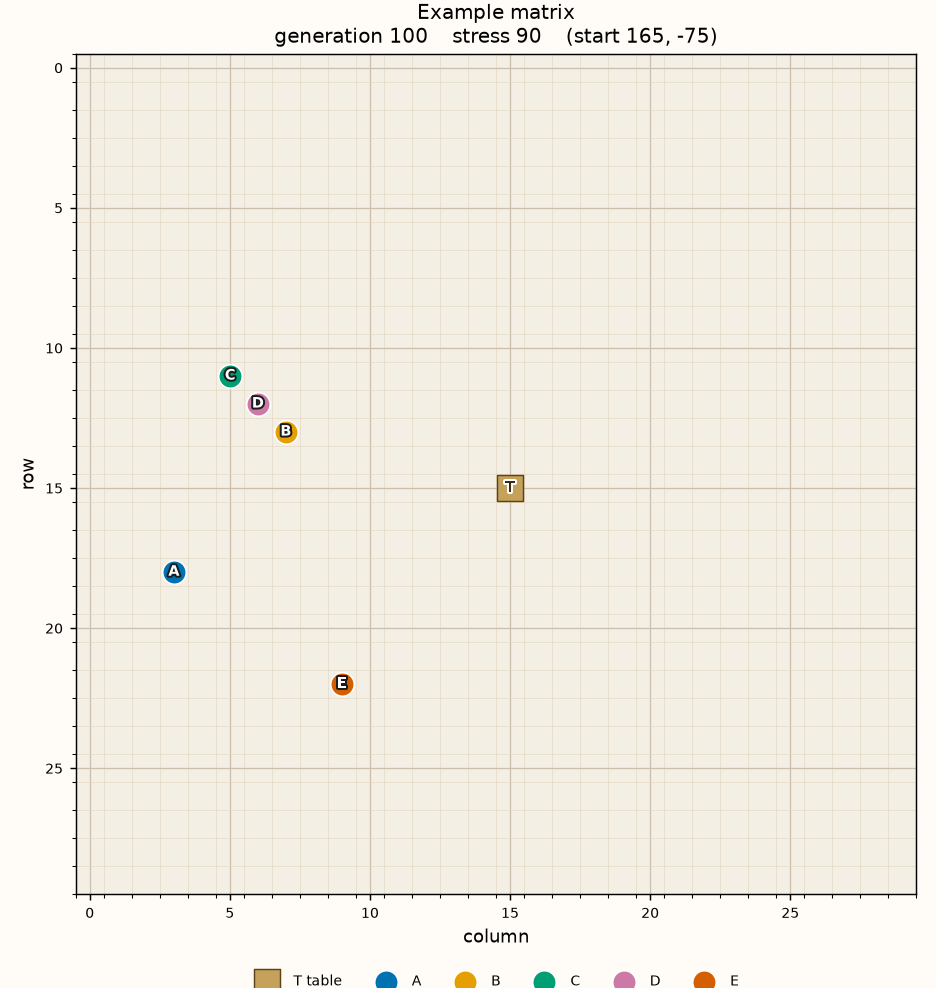 Example matrix
generation 100    stress 90    (start 165, -75)
0
5
10
15
20
25
row
C
D
B
T
A
E
0 5 10 15 20 25
column
T table A B C D E